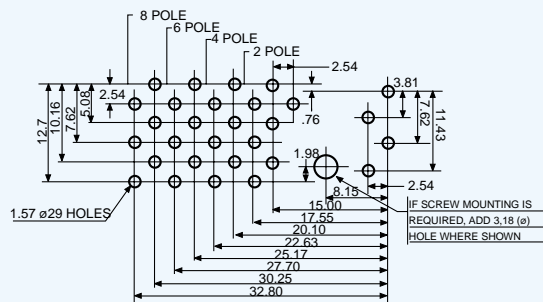 8 POLE
6 POLE
4 POLE
2 POLE
2.54
2.54
12.7
10.16
7.62
5.08
.76
3.81
7.62
11.43
1.98
8.15
2.54
1.57 ø29 HOLES
15.00
17.55
20.10
22.63
25.17
27.70
30.25
32.80
IF SCREW MOUNTING IS
REQUIRED, ADD 3,18 (ø)
HOLE WHERE SHOWN